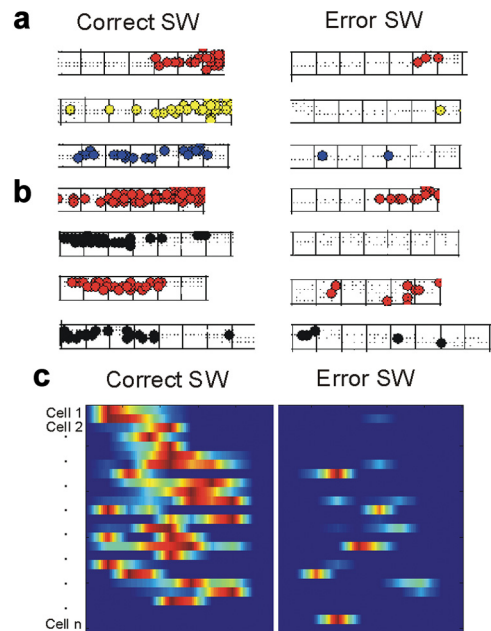 a
Correct SW Error SW
b
c
Correct SW Error SW
Cell 1
Cell 2
.
.
.
.
.
.
.
Cell n